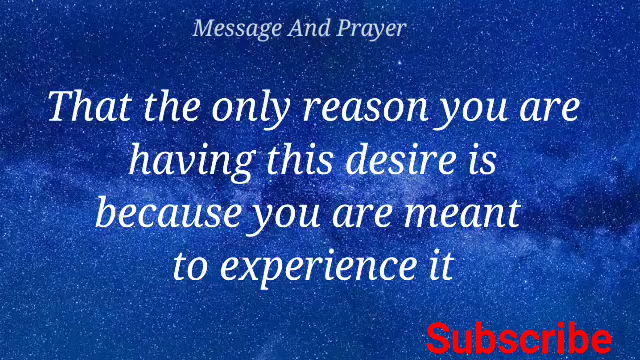 Message And Prayer
That the only reason you are
having this desire is
because you are meant
to experience it
Subscribe